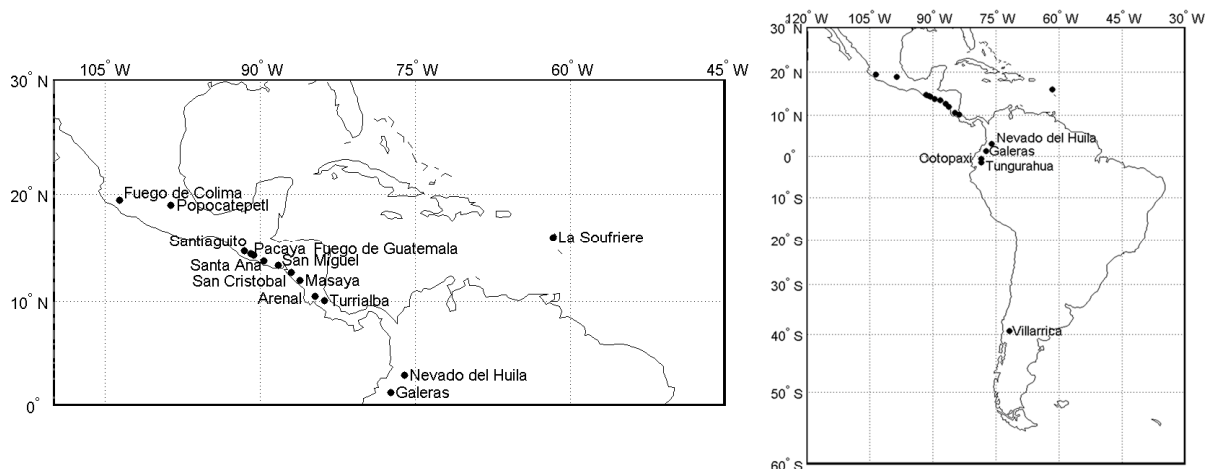 105° W 90° W 75° W 60° W 45° W
30° N
20° N
10° N
0°
Fuego de Colima
Popocatepetl
Santiaguito
Pacaya Fuego de Guatemala
Santa Ana San Miguel
San Cristobal Masaya
Arenal Turrialba
La Soufriere
Nevado del Huila
Galeras
120° W 105° W 90° W 75° W 60° W 45° W 30° W
30° N
20° N
10° N
0°
10° S
20° S
30° S
40° S
50° S
60° S
Nevado del Huila
Galeras
Cotopaxi
Tungurahua
Villarrica